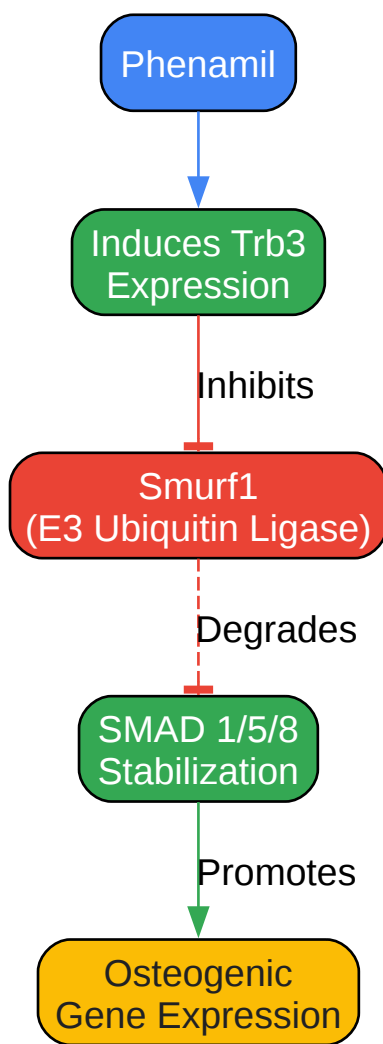 Phenamil
Induces Trb3
Expression
Inhibits
Smurf1
(E3 Ubiquitin Ligase)
Degrades
SMAD 1/5/8
Stabilization
Promotes
Osteogenic
Gene Expression